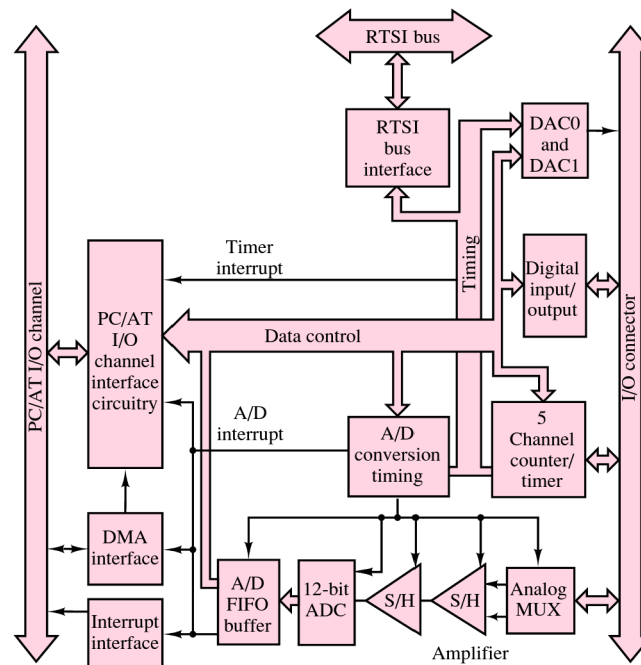 RTSI bus
RTSI
bus
interface
DAC0
and
DAC1
Timer
interrupt
Timing
Digital
input/
output
PC/AT I/O channel
PC/AT
I/O
channel
interface
circuitry
Data control
I/O connector
A/D
interrupt
A/D
conversion
timing
5
Channel
counter/
timer
DMA
interface
A/D
FIFO
buffer
12-bit
ADC
S/H
S/H
Analog
MUX
Interrupt
interface
Amplifier